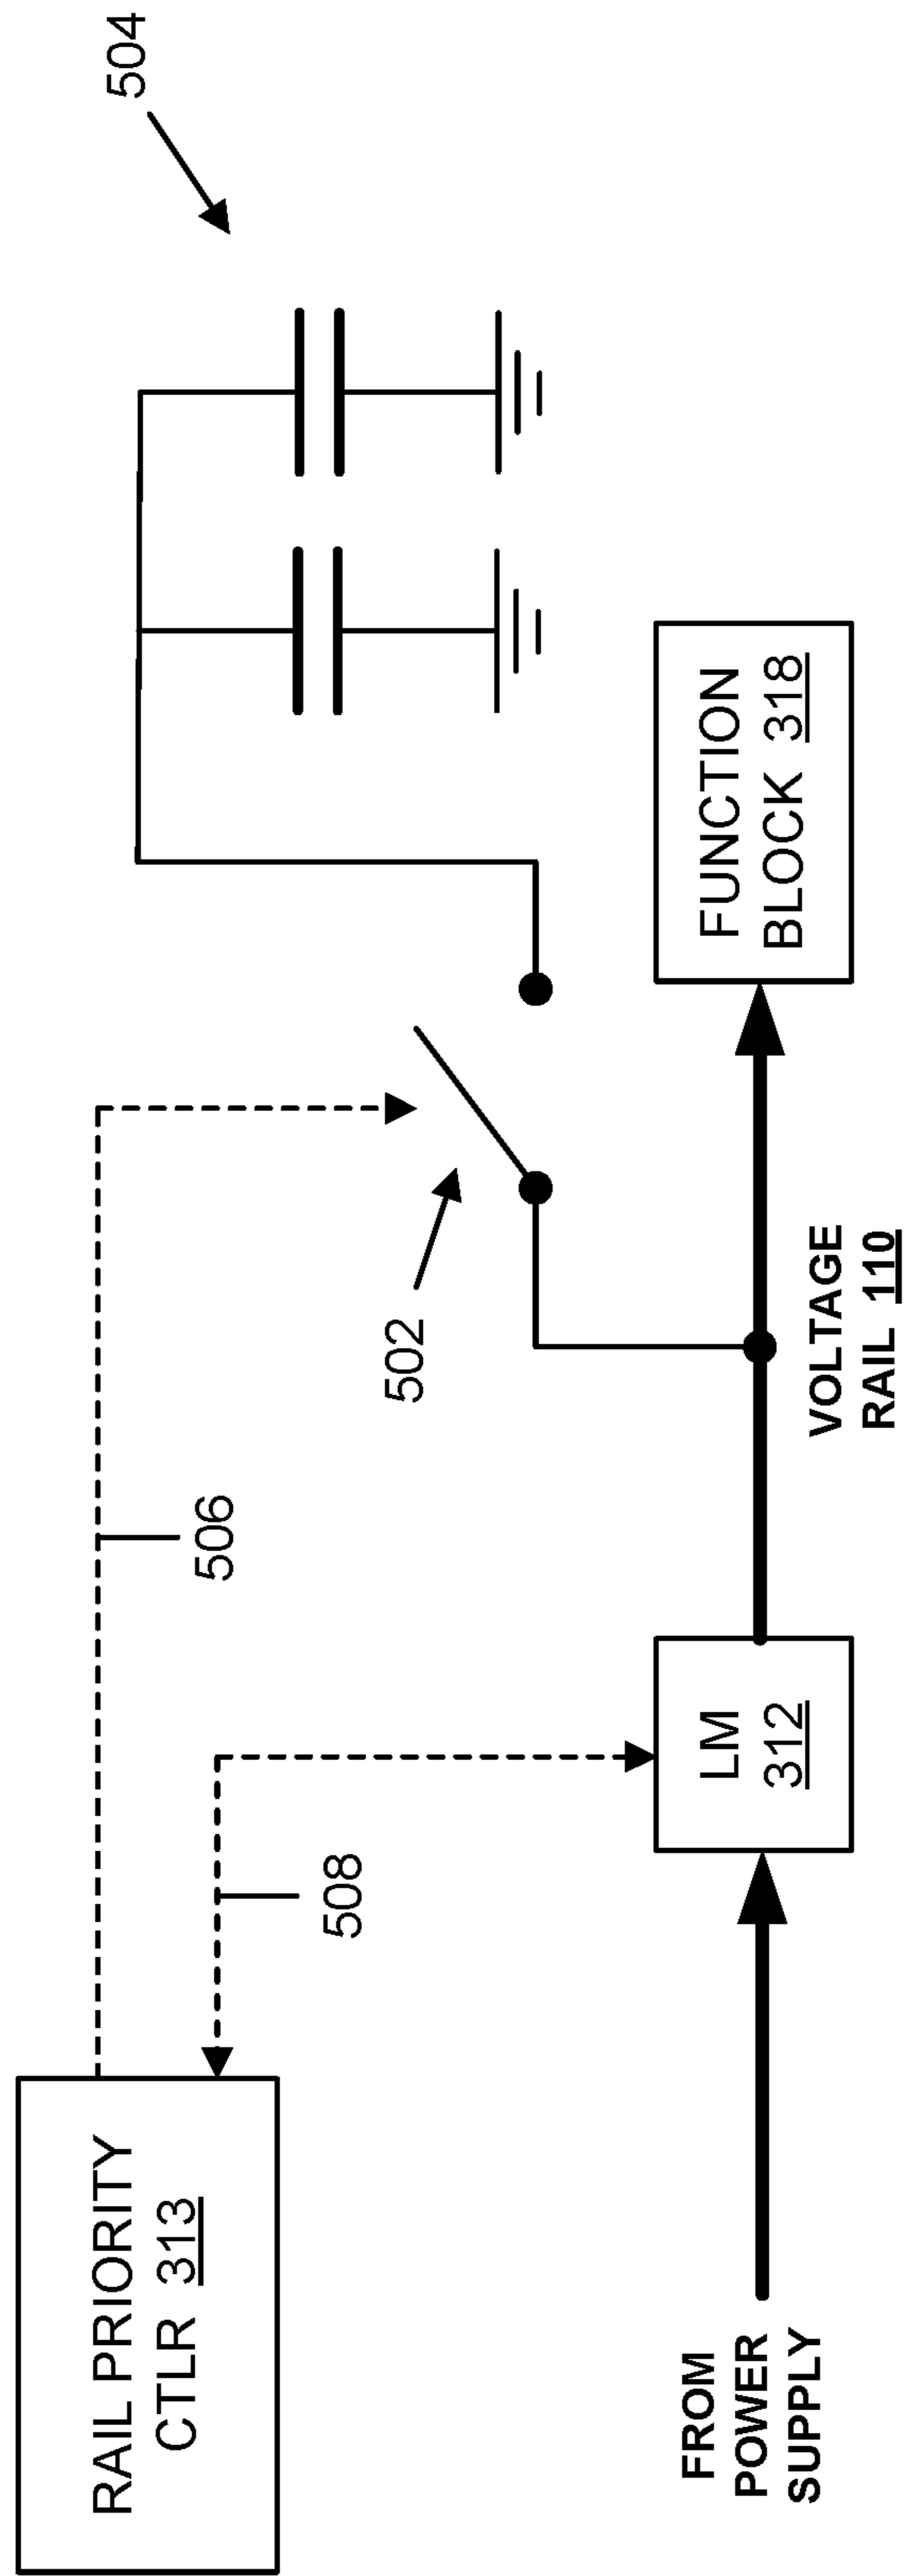 RAIL PRIORITY
CTLR 313
506
508
502
504
FROM
POWER
SUPPLY
LM
312
VOLTAGE
RAIL 110
FUNCTION
BLOCK 318